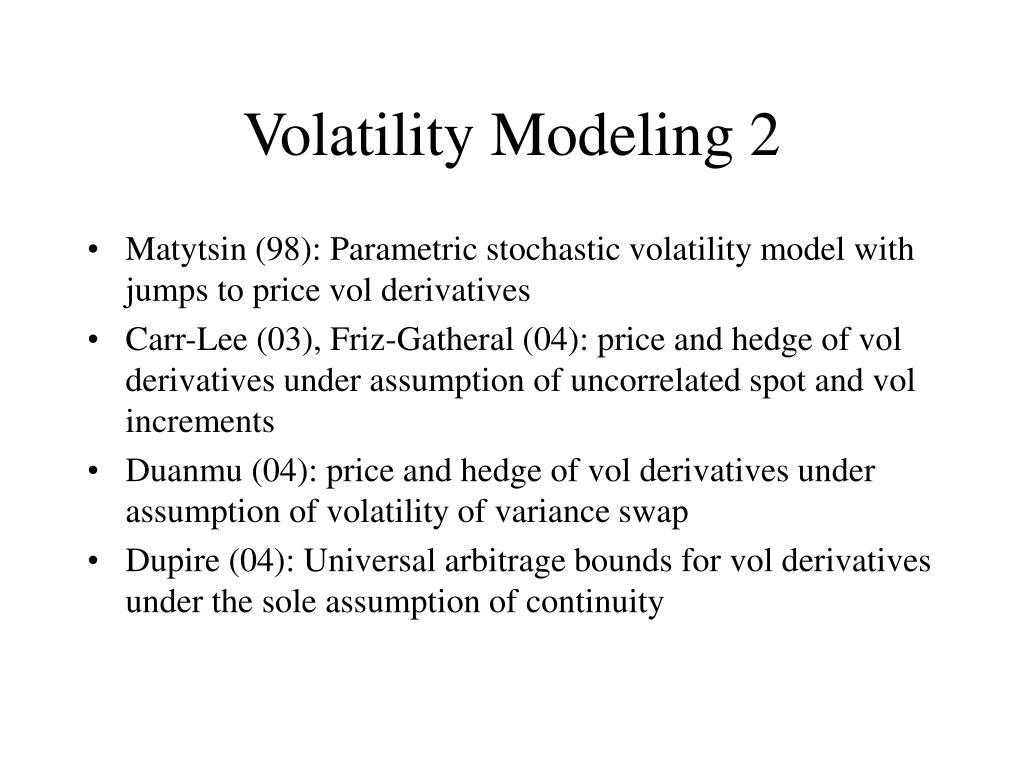 Volatility Modeling 2
• Matytsin (98): Parametric stochastic volatility model with
jumps to price vol derivatives
• Carr-Lee (03), Friz-Gatheral (04): price and hedge of vol
derivatives under assumption of uncorrelated spot and vol
increments
• Duanmu (04): price and hedge of vol derivatives under
assumption of volatility of variance swap
• Dupire (04): Universal arbitrage bounds for vol derivatives
under the sole assumption of continuity